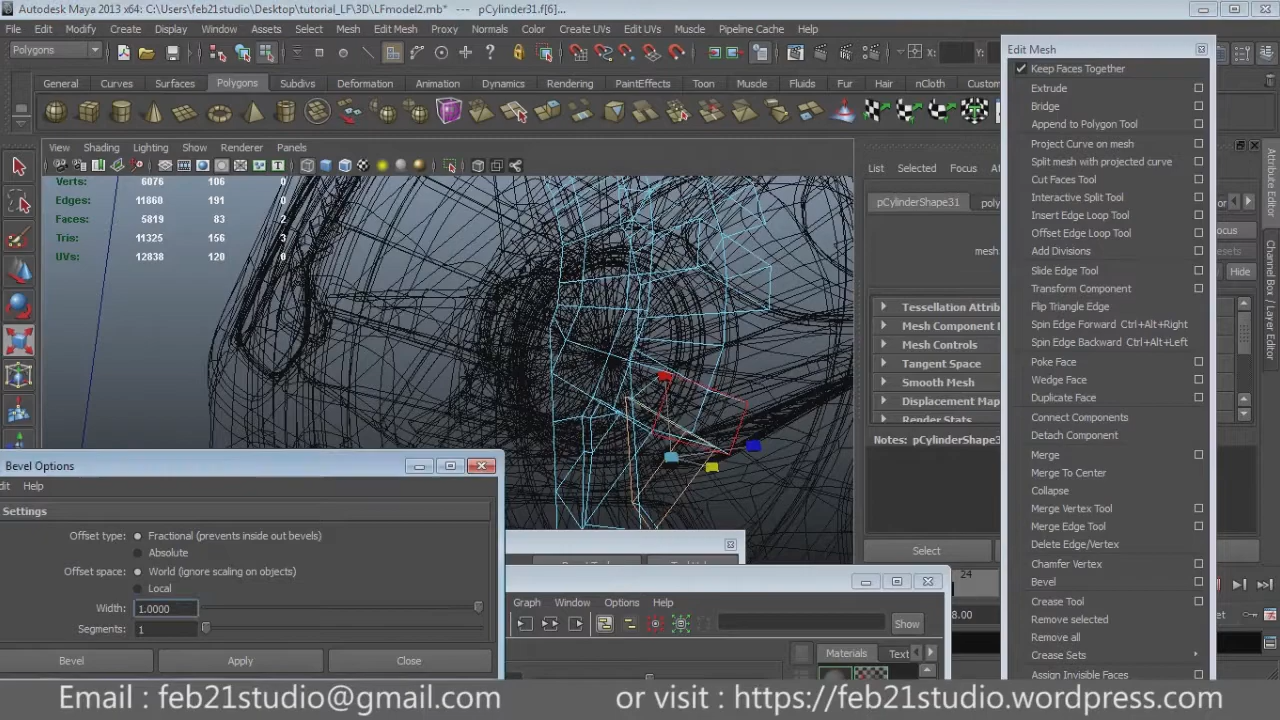 Autodesk Maya 2013 x64: C:\Users\feb21studio\Desktop\tutorial_LF\3D\LFmodel2.mb* --- pCylinder31.f[6]...
File Edit Modify Create Display Window Assets Select Mesh Edit Mesh Proxy Normals Color Create UVs Edit UVs Muscle Pipeline Cache Help
Polygons X: Y:
General Curves Surfaces Polygons Subdivs Deformation Animation Dynamics Rendering PaintEffects Toon Muscle Fluids Fur Hair nCloth Custom
View Shading Lighting Show Renderer Panels
Verts: 6076 106 0
Edges: 11860 191 0
Faces: 5819 83 2
Tris: 11325 156 3
UVs: 12838 120 0
List Selected Focus
pCylinderShape31 poly
mesh
Focus
Hide
Tessellation Attrib
Mesh Component
Mesh Controls
Tangent Space
Smooth Mesh
Displacement Map
Render Stats
Notes: pCylinderShape3
Select
24
8.00
Attribute Editor
Channel Box / Layer Editor
Edit Mesh
Keep Faces Together
Extrude
Bridge
Append to Polygon Tool
Project Curve on mesh
Split mesh with projected curve
Cut Faces Tool
Interactive Split Tool
Insert Edge Loop Tool
Offset Edge Loop Tool
Add Divisions
Slide Edge Tool
Transform Component
Flip Triangle Edge
Spin Edge Forward Ctrl+Alt+Right
Spin Edge Backward Ctrl+Alt+Left
Poke Face
Wedge Face
Duplicate Face
Connect Components
Detach Component
Merge
Merge To Center
Collapse
Merge Vertex Tool
Merge Edge Tool
Delete Edge/Vertex
Chamfer Vertex
Bevel
Crease Tool
Remove selected
Remove all
Crease Sets
Assign Invisible Faces
Bevel Options
dit Help
Settings
Offset type: Fractional (prevents inside out bevels)
Absolute
Offset space: World (ignore scaling on objects)
Local
Width: 1.0000
Segments: 1
Bevel Apply Close
Graph Window Options Help
Show
Materials Text
Email : feb21studio@gmail.com or visit : https://feb21studio.wordpress.com